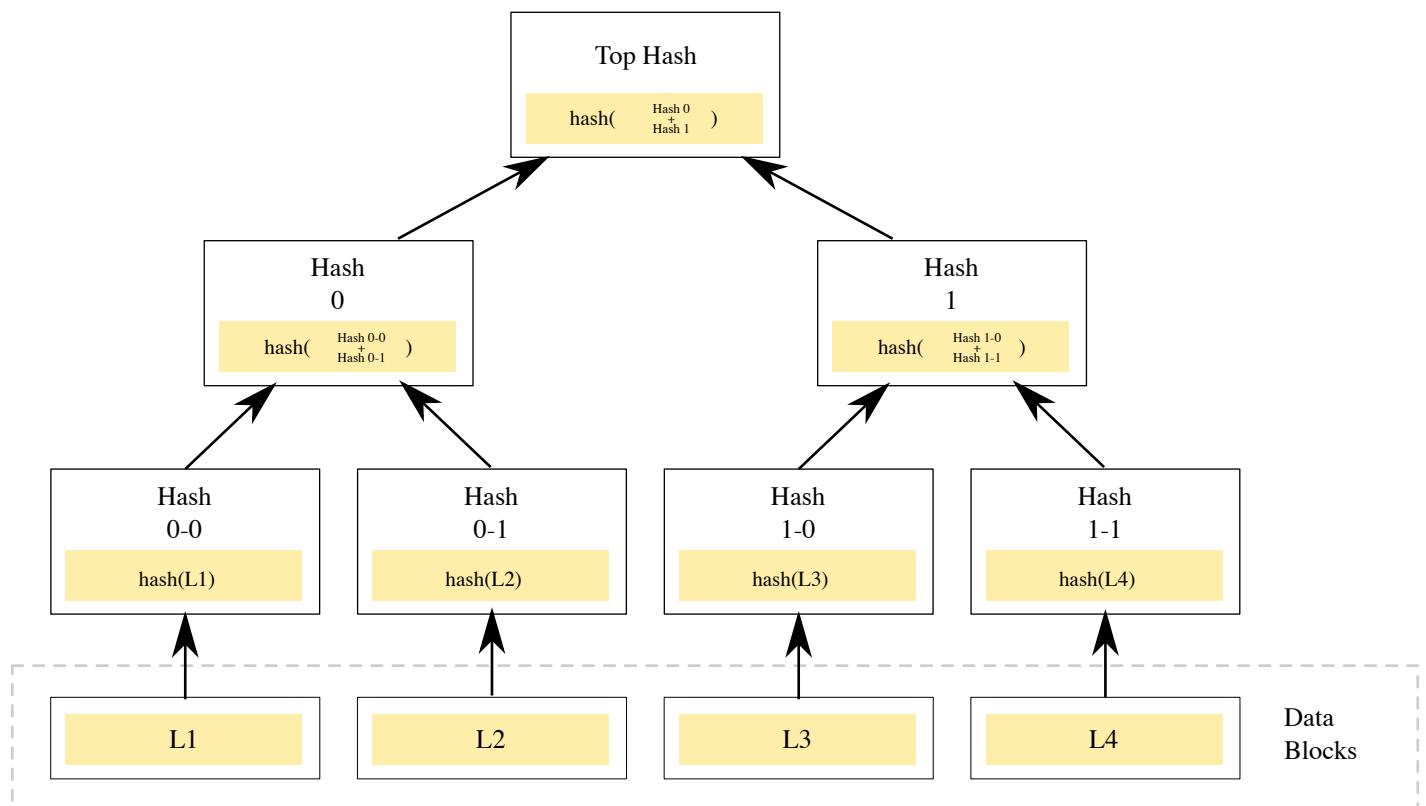 Top Hash
hash( Hash 0 + Hash 1 )
Hash
0
hash( Hash 0-0 + Hash 0-1 )
Hash
1
hash( Hash 1-0 + Hash 1-1 )
Hash
0-0
hash(L1)
Hash
0-1
hash(L2)
Hash
1-0
hash(L3)
Hash
1-1
hash(L4)
L1
L2
L3
L4
Data
Blocks